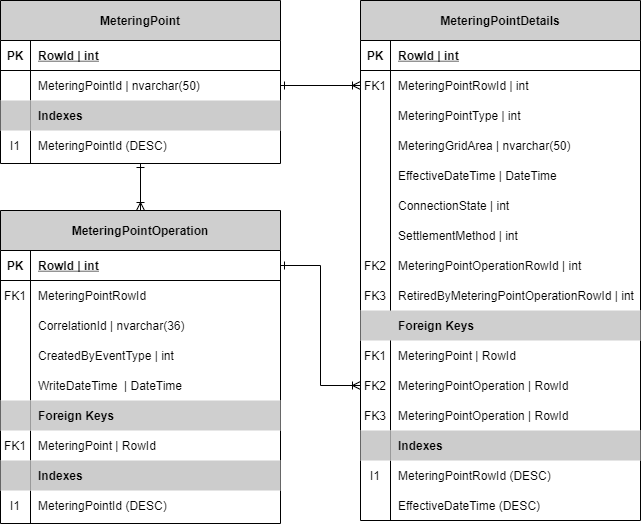 MeteringPoint
PK RowId | int
MeteringPointId | nvarchar(50)
Indexes
I1 MeteringPointId (DESC)
MeteringPointOperation
PK RowId | int
FK1 MeteringPointRowId
CorrelationId | nvarchar(36)
CreatedByEventType | int
WriteDateTime | DateTime
Foreign Keys
FK1 MeteringPoint | RowId
Indexes
I1 MeteringPointId (DESC)
MeteringPointDetails
PK RowId | int
FK1 MeteringPointRowId | int
MeteringPointType | int
MeteringGridArea | nvarchar(50)
EffectiveDateTime | DateTime
ConnectionState | int
SettlementMethod | int
FK2 MeteringPointOperationRowId | int
FK3 RetiredByMeteringPointOperationRowId | int
Foreign Keys
FK1 MeteringPoint | RowId
FK2 MeteringPointOperation | RowId
FK3 MeteringPointOperation | RowId
Indexes
I1 MeteringPointRowId (DESC)
EffectiveDateTime (DESC)